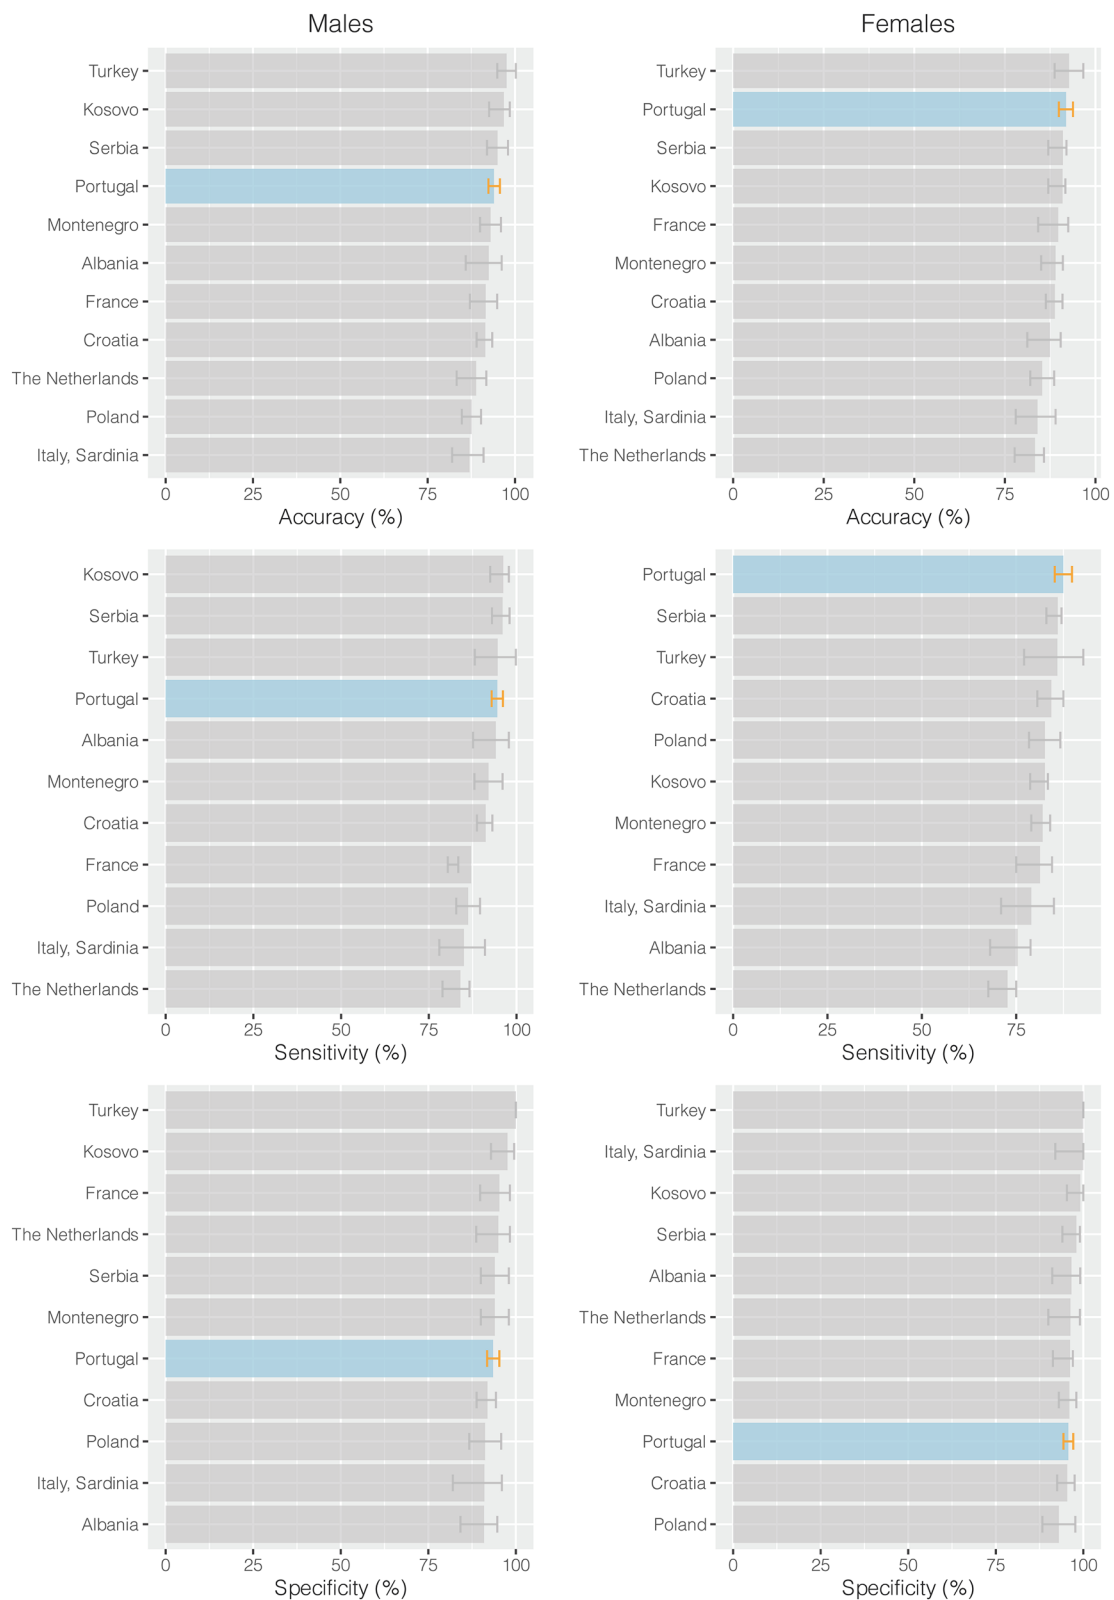 Males
Turkey
Kosovo
Serbia
Portugal
Montenegro
Albania
France
Croatia
The Netherlands
Poland
Italy, Sardinia
0 25 50 75 100
Accuracy (%)
Females
Turkey
Portugal
Serbia
Kosovo
France
Montenegro
Croatia
Albania
Poland
Italy, Sardinia
The Netherlands
0 25 50 75 100
Accuracy (%)
Kosovo
Serbia
Turkey
Portugal
Albania
Montenegro
Croatia
France
Poland
Italy, Sardinia
The Netherlands
0 25 50 75 100
Sensitivity (%)
Portugal
Serbia
Turkey
Croatia
Poland
Kosovo
Montenegro
France
Italy, Sardinia
Albania
The Netherlands
0 25 50 75
Sensitivity (%)
Turkey
Kosovo
France
The Netherlands
Serbia
Montenegro
Portugal
Croatia
Poland
Italy, Sardinia
Albania
0 25 50 75 100
Specificity (%)
Turkey
Italy, Sardinia
Kosovo
Serbia
Albania
The Netherlands
France
Montenegro
Portugal
Croatia
Poland
0 25 50 75 100
Specificity (%)